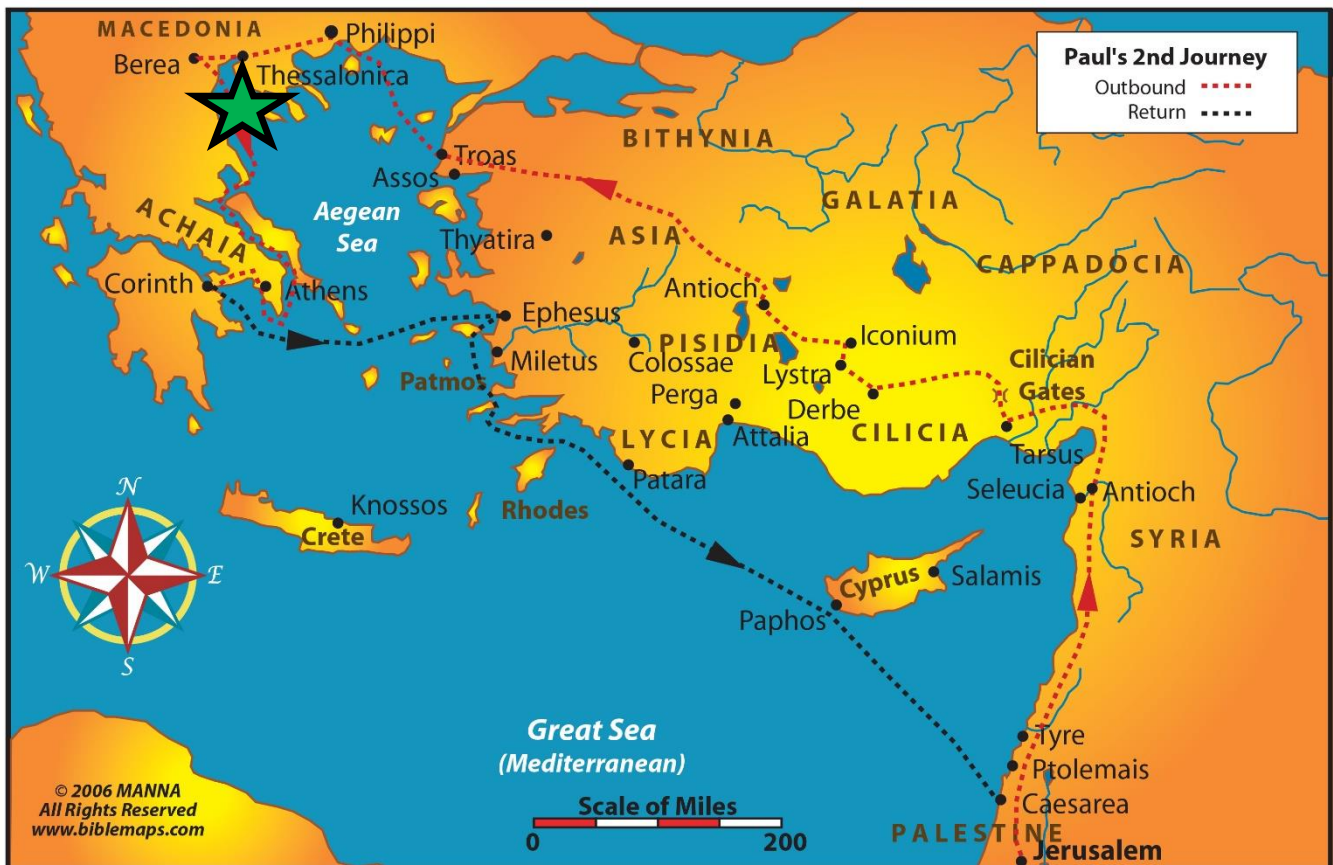 MACEDONIA
Philippi
Berea
Thessalonica
Paul's 2nd Journey
Outbound
Return
BITHYNIA
Troas
Assos
GALATIA
ACHAIA
Aegean
Sea
Thyatira
ASIA
CAPPADOCIA
Corinth
Athens
Antioch
Ephesus
PISIDIA
Iconium
Miletus
Colossae
Lystra
Cilician
Gates
Patmos
Perga
Derbe
LYCIA
Attalia
CILICIA
Tarsus
Patara
Seleucia
Antioch
N
Knossos
Rhodes
Crete
SYRIA
W
E
Cyprus
Salamis
Paphos
S
Great Sea
(Mediterranean)
Tyre
Ptolemais
© 2006 MANNA
All Rights Reserved
www.biblemaps.com
Scale of Miles
0
200
Caesarea
PALESTINE
Jerusalem